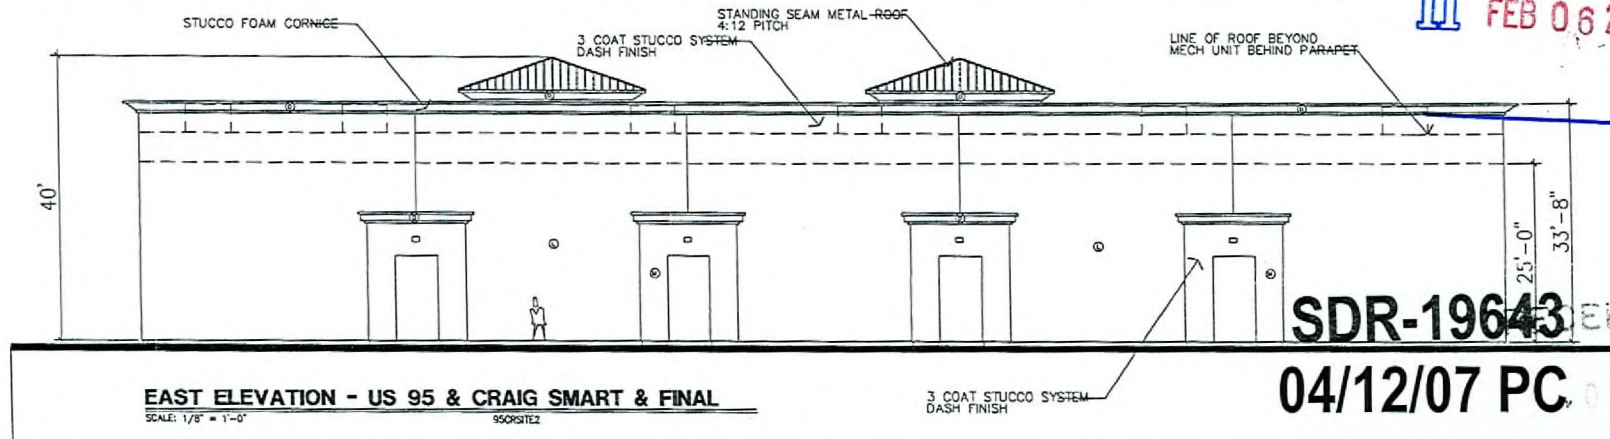 STUCCO FOAM CORNICE
STANDING SEAM METAL ROOF
4:12 PITCH
3 COAT STUCCO SYSTEM
DASH FINISH
LINE OF ROOF BEYOND
MECH UNIT BEHIND PARAPET
FEB 06
40'
25'-0"
33'-8"
SDR-19643
EAST ELEVATION - US 95 & CRAIG SMART & FINAL
SCALE: 1/8" = 1'-0"
95CRSITE2
3 COAT STUCCO SYSTEM
DASH FINISH
04/12/07 PC